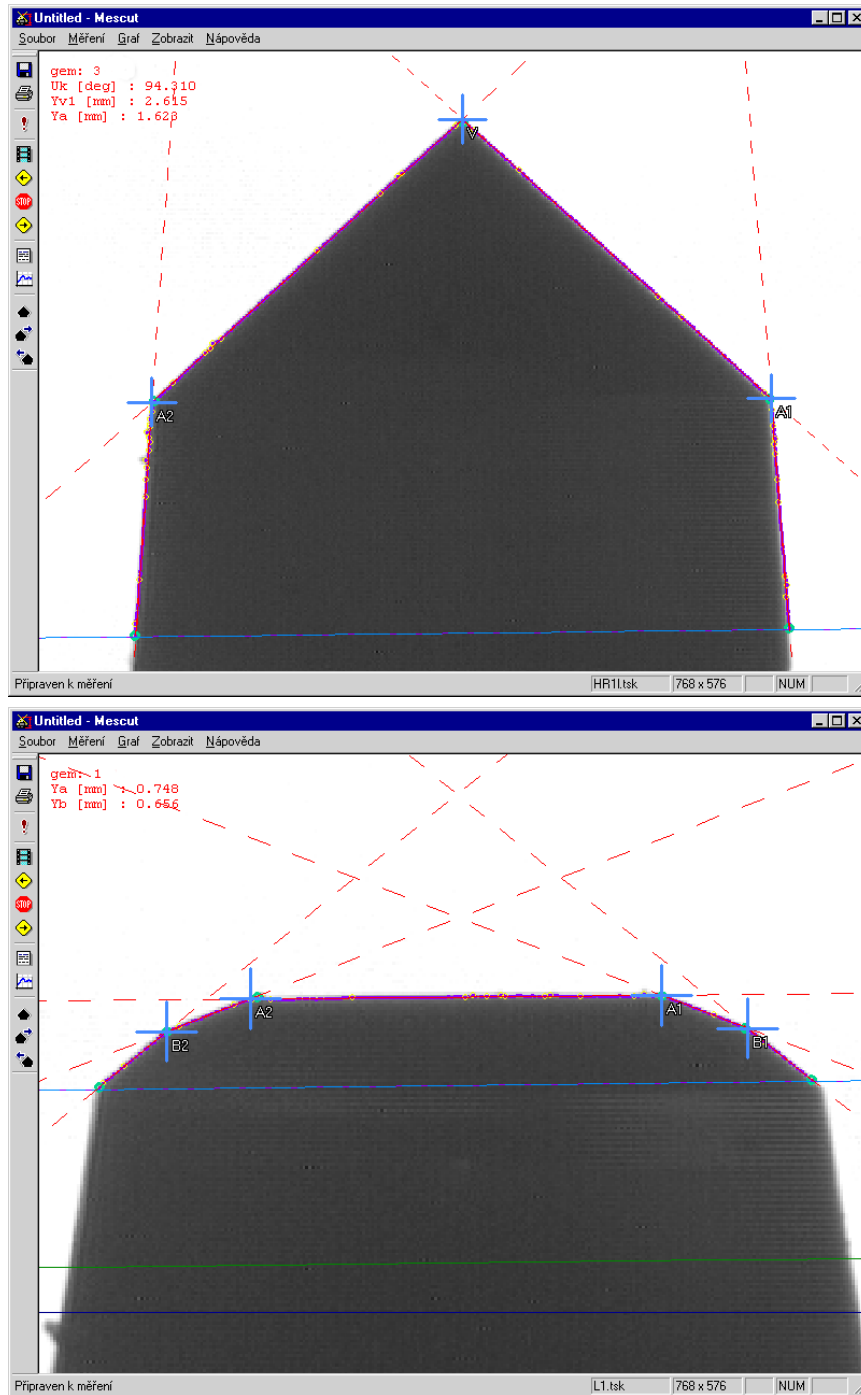 Untitled - Mescut
Soubor Měření Graf Zobrazit Nápověda
gem: 3
Uk [deg] : 94.310
Yv1 [mm] : 2.615
Ya [mm] : 1.623
V
A2
A1
STOP
Připraven k měření
HR1l.tsk
768 x 576
NUM
Untitled - Mescut
Soubor Měření Graf Zobrazit Nápověda
gem: 1
Ya [mm] : 0.748
Yb [mm] : 0.656
STOP
A2
A1
B2
B1
Připraven k měření
L1.tsk
768 x 576
NUM